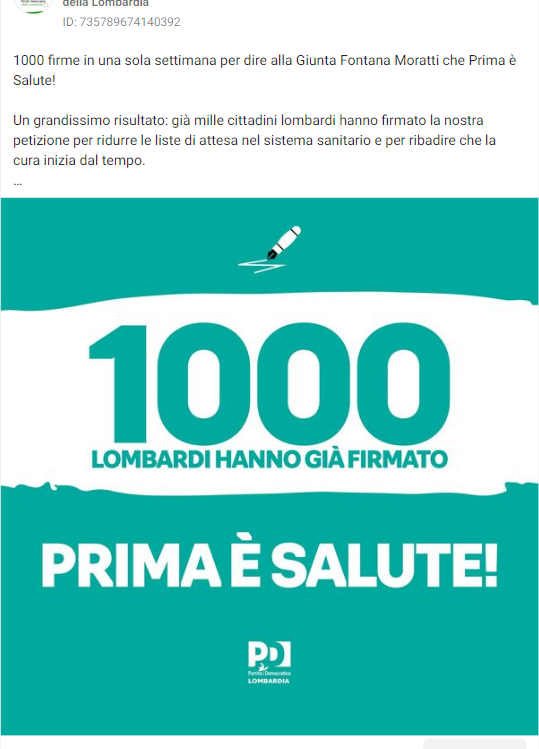 della Lombardia
ID: 735789674140392
1000 firme in una sola settimana per dire alla Giunta Fontana Moratti che Prima è
Salute!
Un grandissimo risultato: già mille cittadini lombardi hanno firmato la nostra
petizione per ridurre le liste di attesa nel sistema sanitario e per ribadire che la
cura inizia dal tempo.
...
1000
LOMBARDI HANNO GIÀ FIRMATO
PRIMA È SALUTE!
PD
Partito Democratico
LOMBARDIA